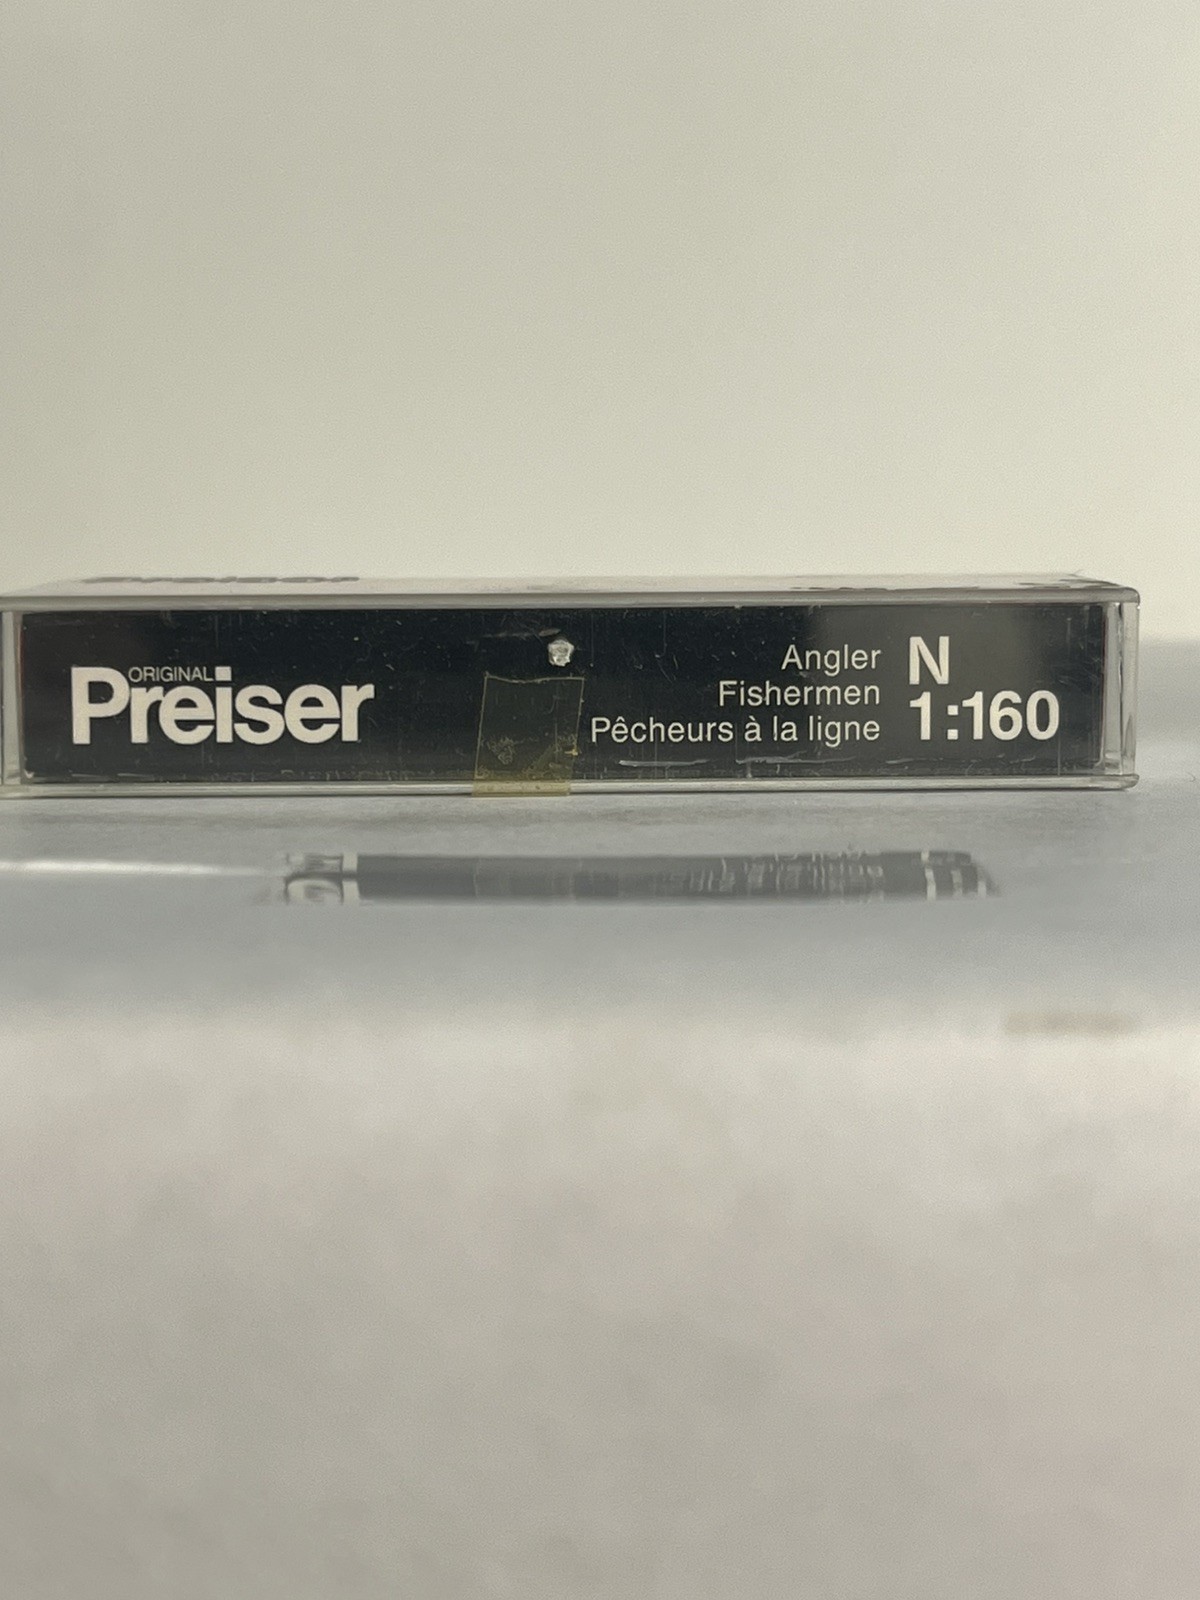 ORIGINAL
Preiser
Angler
Fishermen
Pêcheurs à la ligne
N
1:160